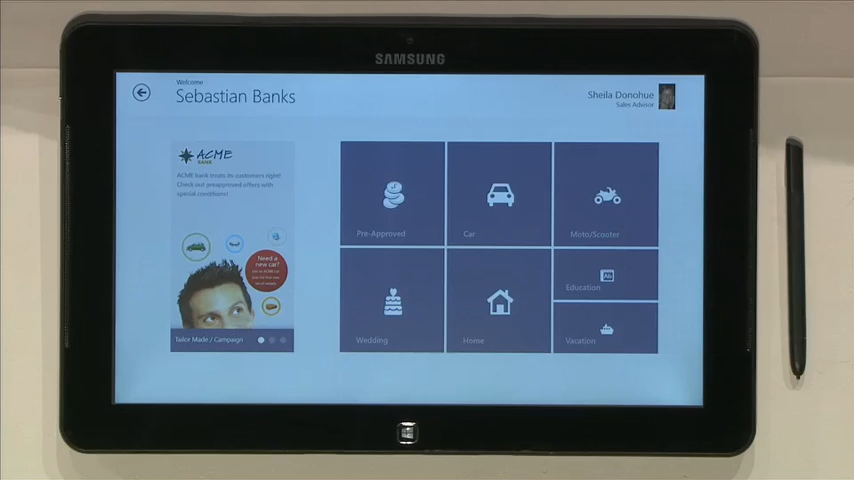 SAMSUNG
Welcome
Sebastian Banks
Sheila Donohue
Sales Advisor
ACME
BANK
ACME bank treats its customers right!
Check out preapproved offers with
special conditions!
Need a
new car?
Tailor Made / Campaign
Pre-Approved
Car
Moto/Scooter
Education
Wedding
Home
Vacation